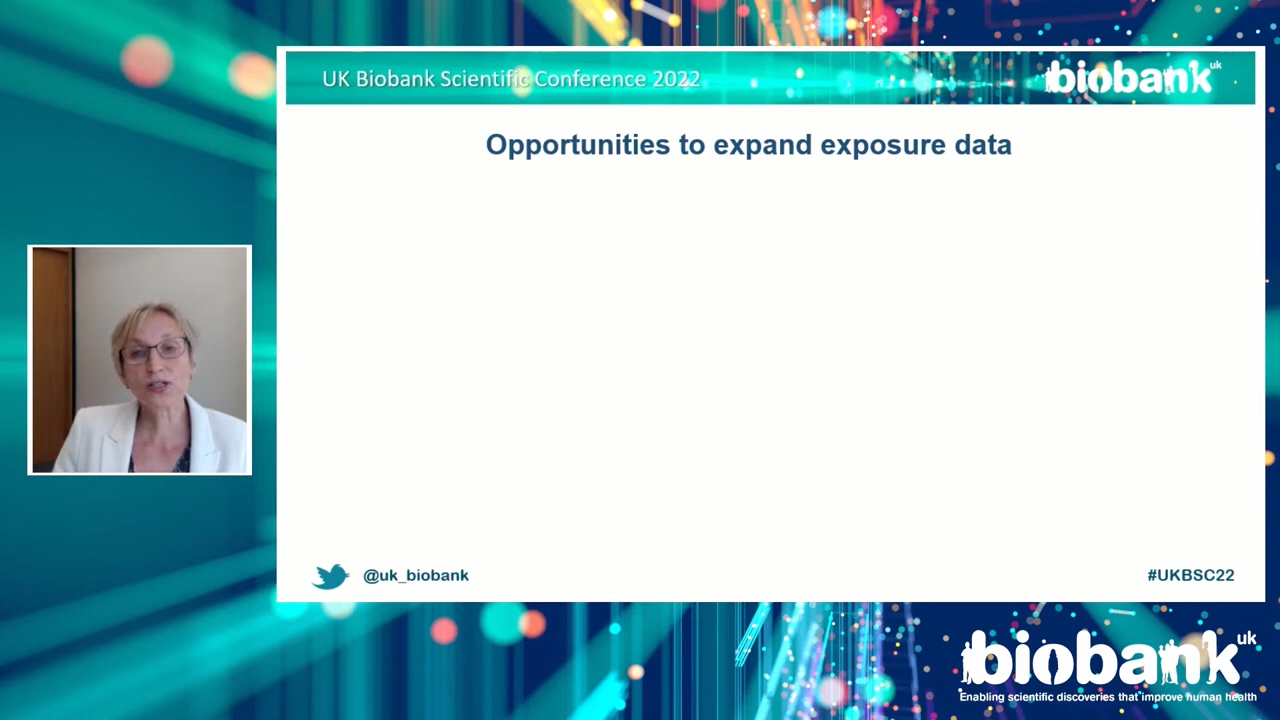 UK Biobank Scientific Conference 2022
biobank uk
Opportunities to expand exposure data
@uk_biobank
#UKBSC22
biobank uk
Enabling scientific discoveries that improve human health